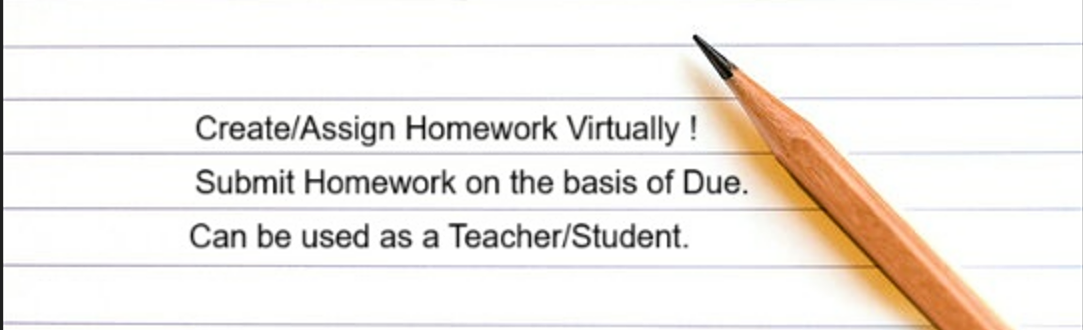 Create/Assign Homework Virtually !
Submit Homework on the basis of Due.
Can be used as a Teacher/Student.